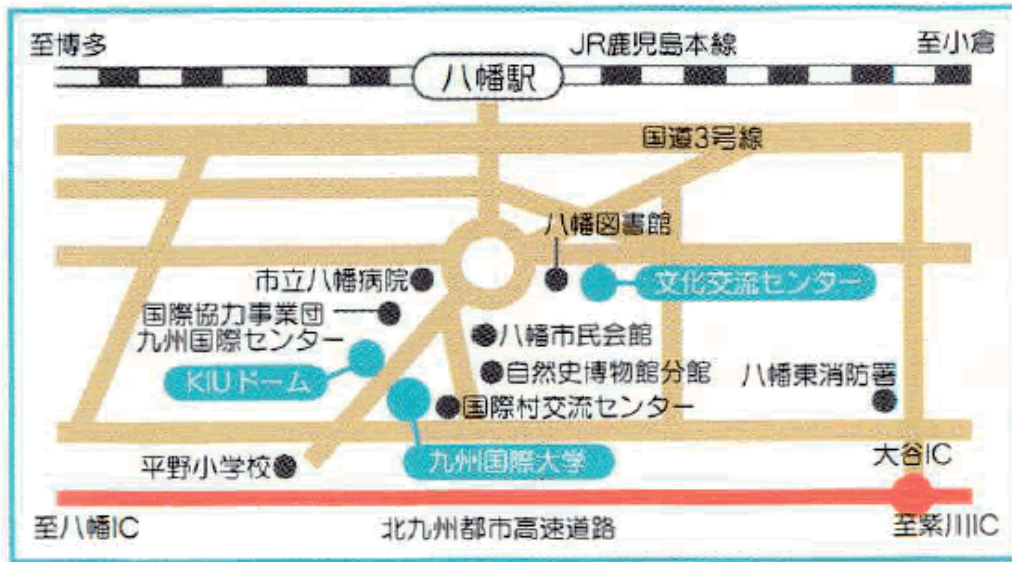 至博多
JR鹿児島本線
至小倉
八幡駅
国道3号線
八幡図書館
市立八幡病院
文化交流センター
国際協力事業団
九州国際センター
八幡市民会館
KIUドーム
自然史博物館分館
八幡東消防署
国際村交流センター
九州国際大学
平野小学校
大谷IC
至八幡IC
北九州都市高速道路
至紫川IC